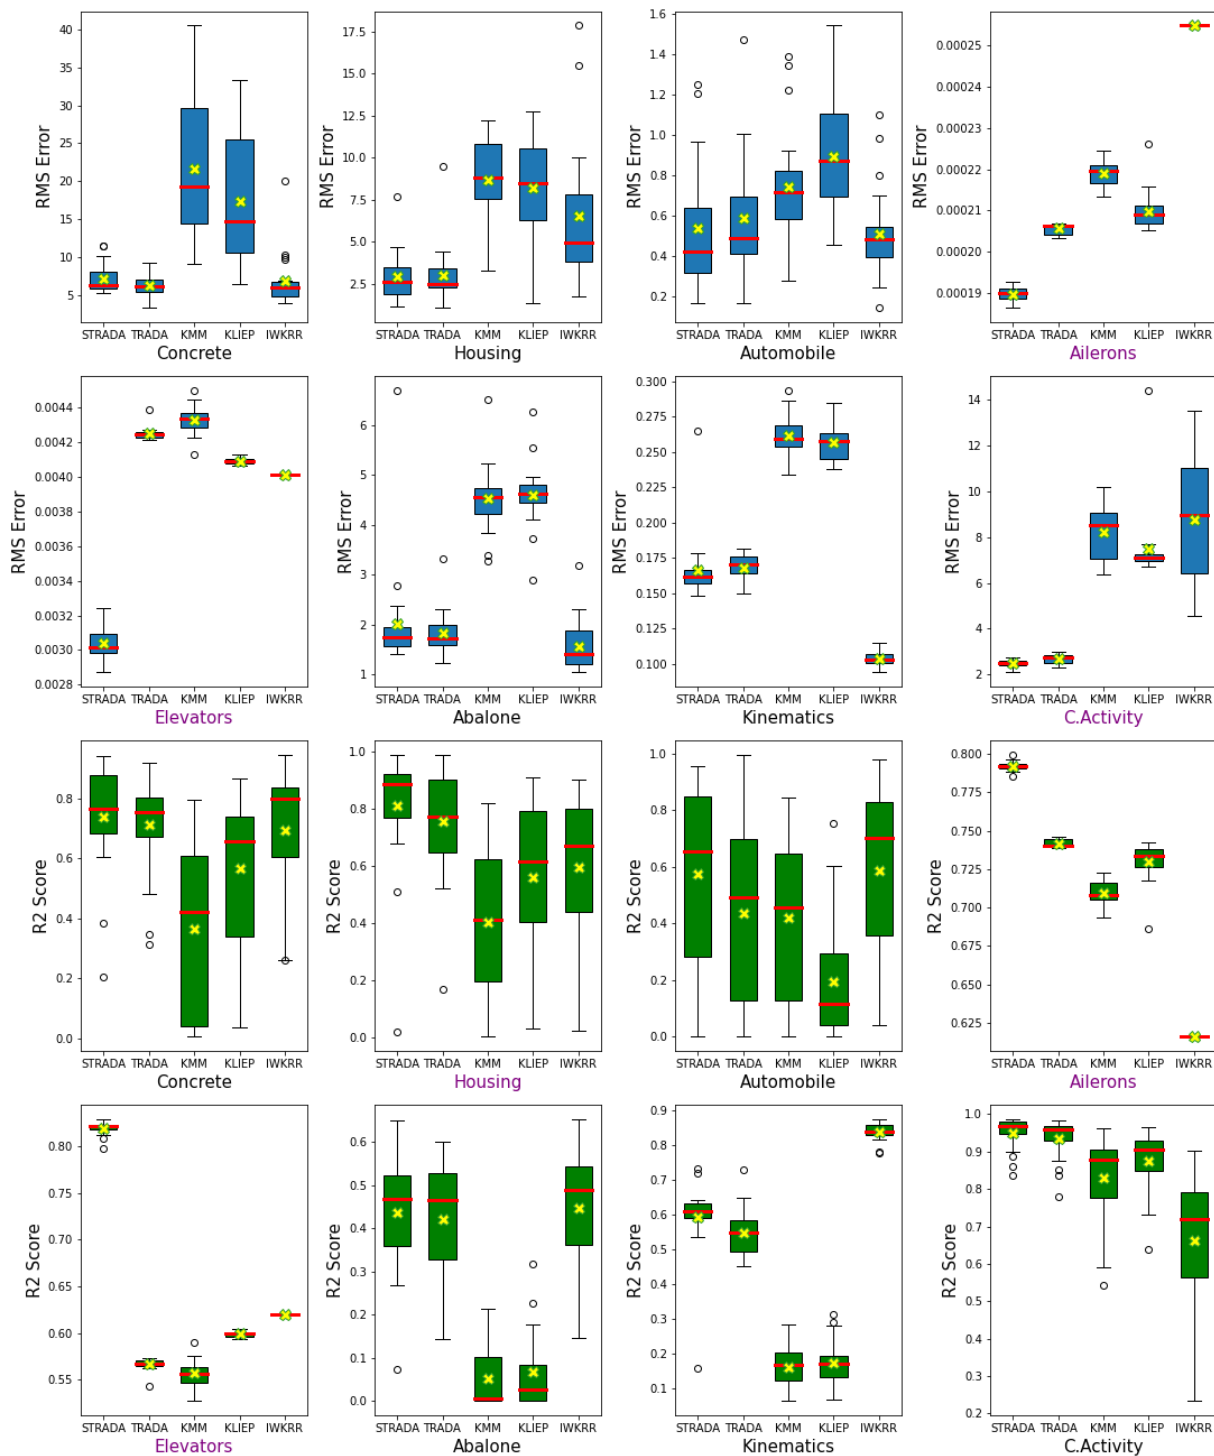 RMS Error
40
35
30
25
20
15
10
5
STRADA TRADA KMM KLIEP IWKRR
Concrete
RMS Error
17.5
15.0
12.5
10.0
7.5
5.0
2.5
STRADA TRADA KMM KLIEP IWKRR
Housing
RMS Error
1.6
1.4
1.2
1.0
0.8
0.6
0.4
0.2
STRADA TRADA KMM KLIEP IWKRR
Automobile
RMS Error
0.00025
0.00024
0.00023
0.00022
0.00021
0.00020
0.00019
STRADA TRADA KMM KLIEP IWKRR
Ailerons
RMS Error
0.0044
0.0042
0.0040
0.0038
0.0036
0.0034
0.0032
0.0030
0.0028
STRADA TRADA KMM KLIEP IWKRR
Elevators
RMS Error
6
5
4
3
2
1
STRADA TRADA KMM KLIEP IWKRR
Abalone
RMS Error
0.300
0.275
0.250
0.225
0.200
0.175
0.150
0.125
0.100
STRADA TRADA KMM KLIEP IWKRR
Kinematics
RMS Error
14
12
10
8
6
4
2
STRADA TRADA KMM KLIEP IWKRR
C.Activity
R2 Score
0.8
0.6
0.4
0.2
0.0
STRADA TRADA KMM KLIEP IWKRR
Concrete
R2 Score
1.0
0.8
0.6
0.4
0.2
0.0
STRADA TRADA KMM KLIEP IWKRR
Housing
R2 Score
1.0
0.8
0.6
0.4
0.2
0.0
STRADA TRADA KMM KLIEP IWKRR
Automobile
R2 Score
0.800
0.775
0.750
0.725
0.700
0.675
0.650
0.625
STRADA TRADA KMM KLIEP IWKRR
Ailerons
R2 Score
0.80
0.75
0.70
0.65
0.60
0.55
STRADA TRADA KMM KLIEP IWKRR
Elevators
R2 Score
0.6
0.5
0.4
0.3
0.2
0.1
0.0
STRADA TRADA KMM KLIEP IWKRR
Abalone
R2 Score
0.9
0.8
0.7
0.6
0.5
0.4
0.3
0.2
0.1
STRADA TRADA KMM KLIEP IWKRR
Kinematics
R2 Score
1.0
0.9
0.8
0.7
0.6
0.5
0.4
0.3
0.2
STRADA TRADA KMM KLIEP IWKRR
C.Activity